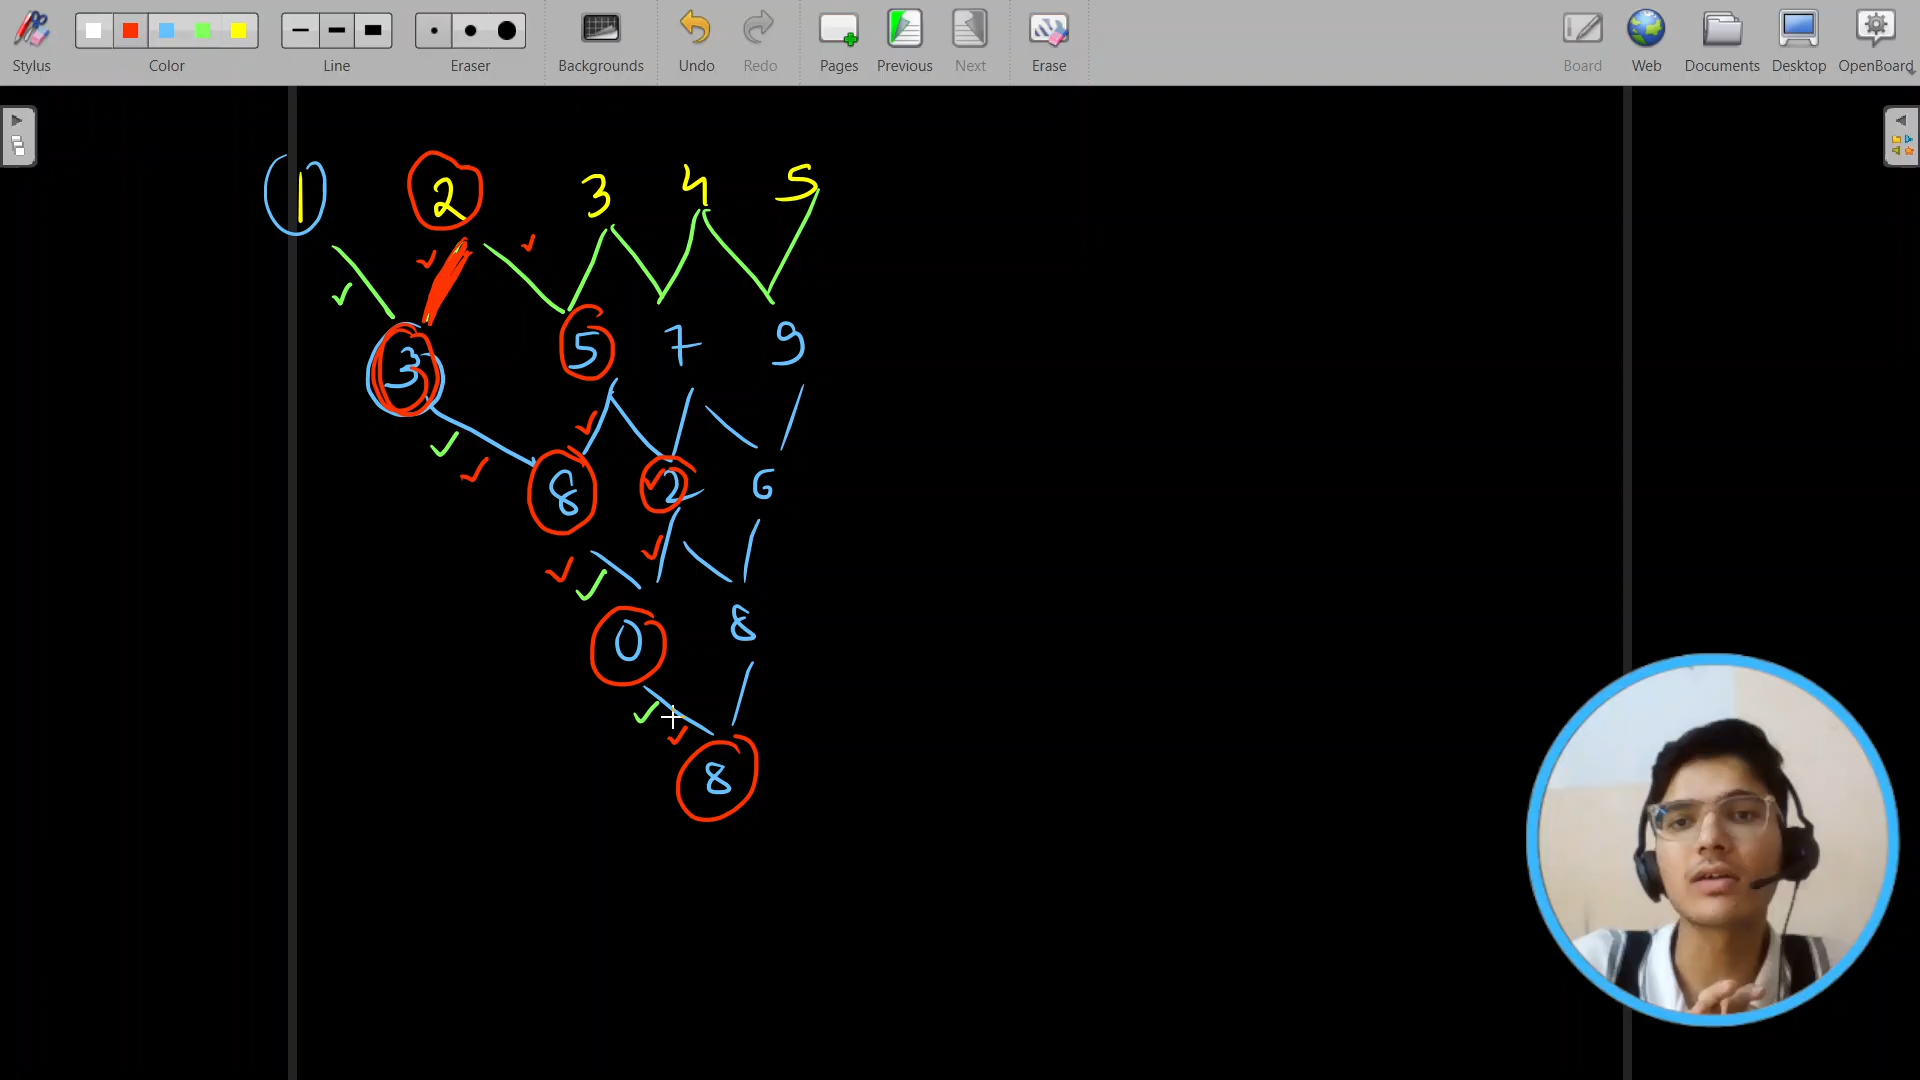 Stylus Color Line Eraser Backgrounds Undo Redo Pages Previous Next Erase Board Web Documents Desktop OpenBoard
1 2 3 4 5
3 5 7 9
8 2 6
0 8
8